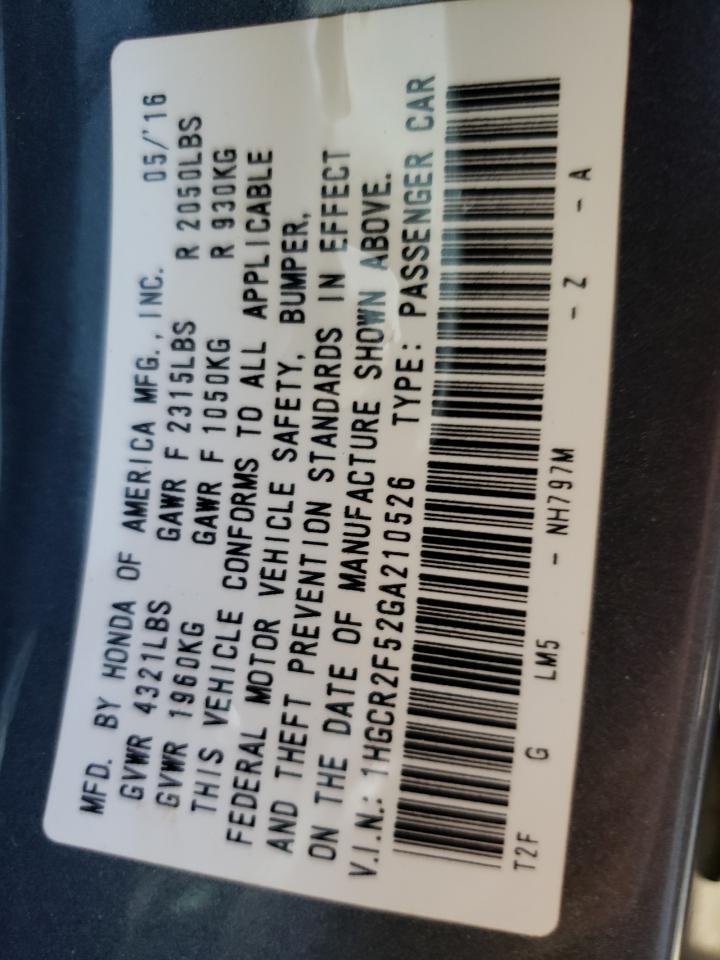 MFD. BY HONDA OF AMERICA MFG., INC. 05/'16
GVWR 4321LBS GAWR F 2315LBS R 2050LBS
GVWR 1960KG GAWR F 1050KG R 930KG
THIS VEHICLE CONFORMS TO ALL APPLICABLE
FEDERAL MOTOR VEHICLE SAFETY, BUMPER,
AND THEFT PREVENTION STANDARDS IN EFFECT
ON THE DATE OF MANUFACTURE SHOWN ABOVE.
V.I.N.: 1HGCR2F52GA210526 TYPE: PASSENGER CAR
T2F G LM5 - NH797M - Z - A